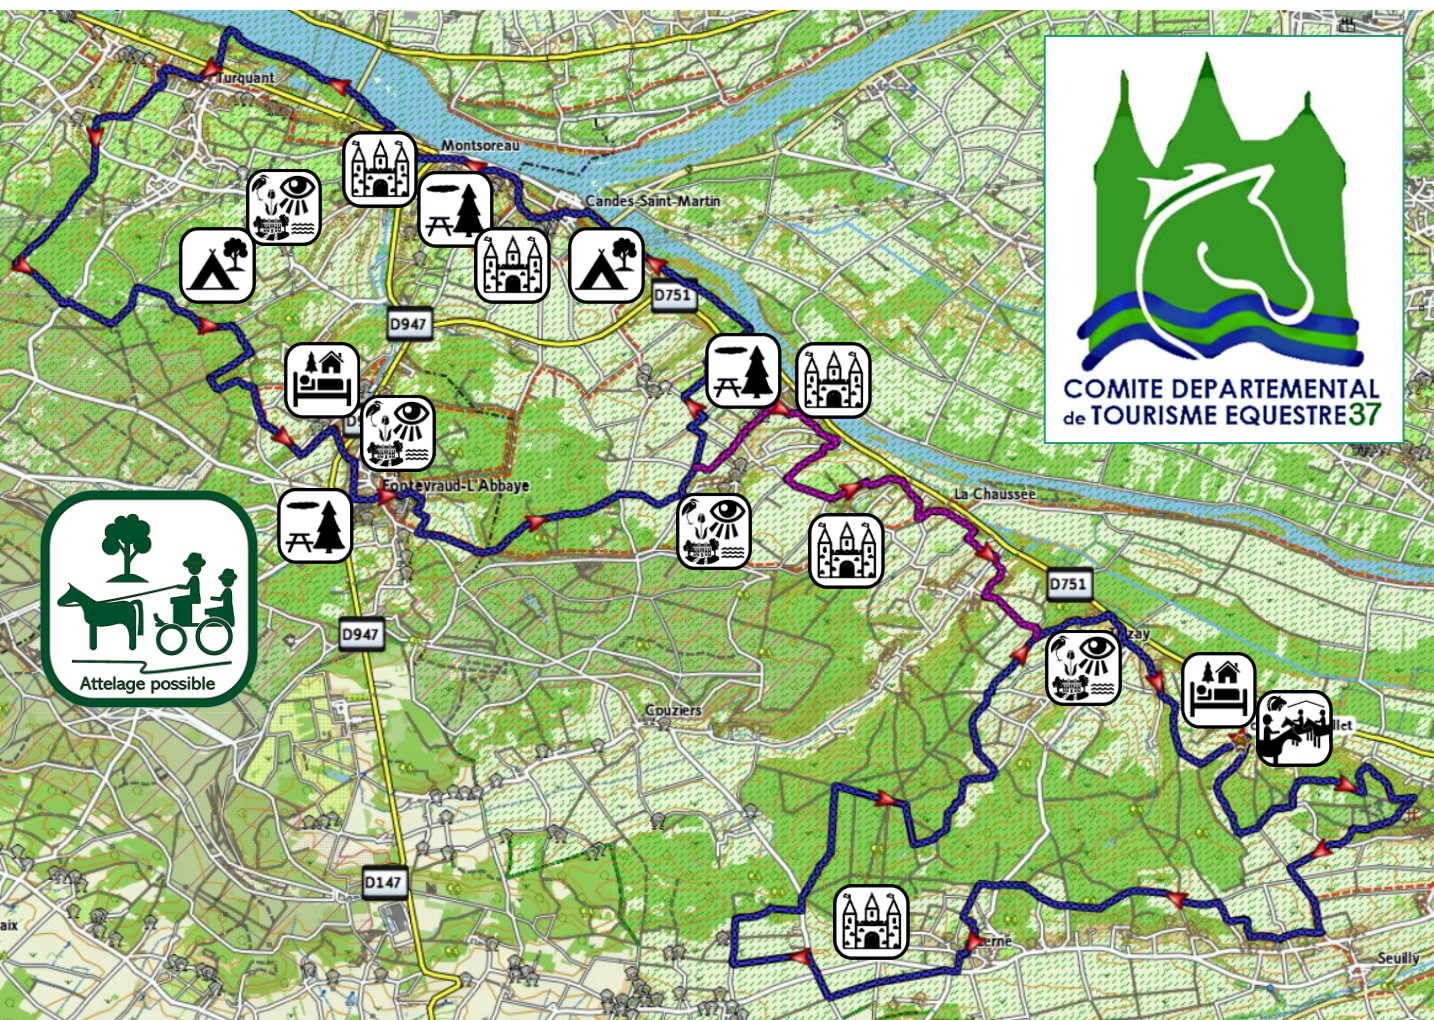 Turquant
Montsoreau
Candes-Saint-Martin
D751
D947
COMITE DEPARTEMENTAL
de TOURISME EQUESTRE37
Fontevraud-L'Abbaye
La Chaussée
D751
D947
Attelage possible
Couziers
D147
Seuilly